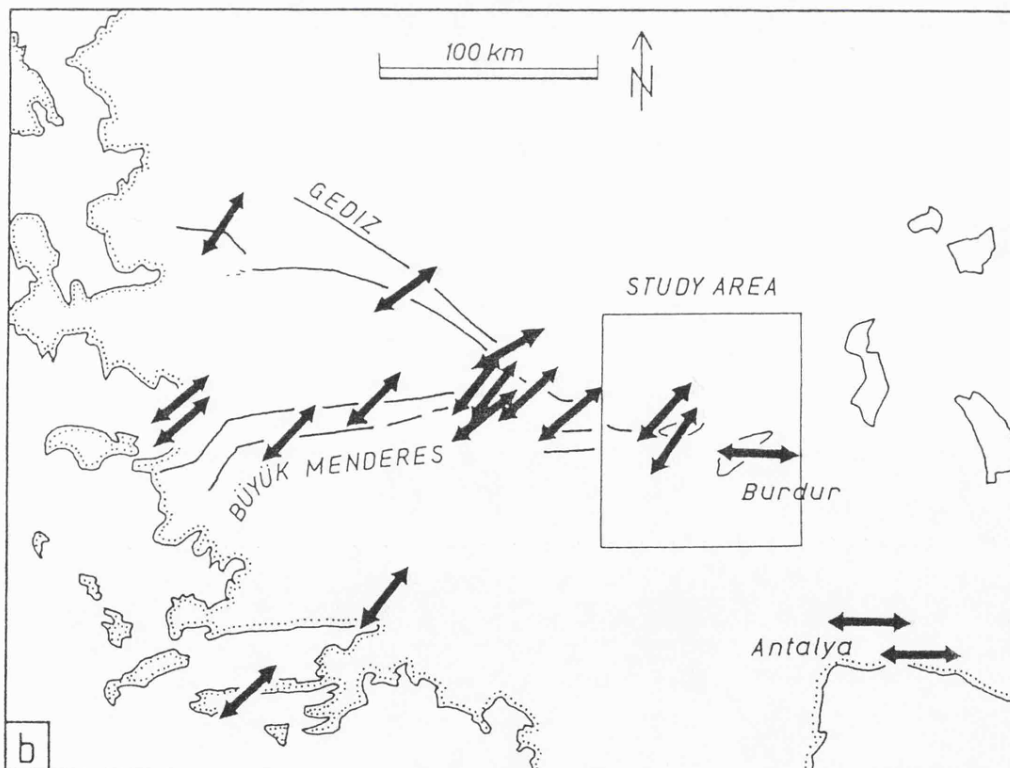 100 km
N
GEDIZ
STUDY AREA
BÜYÜK MENDERES
Burdur
Antalya
b